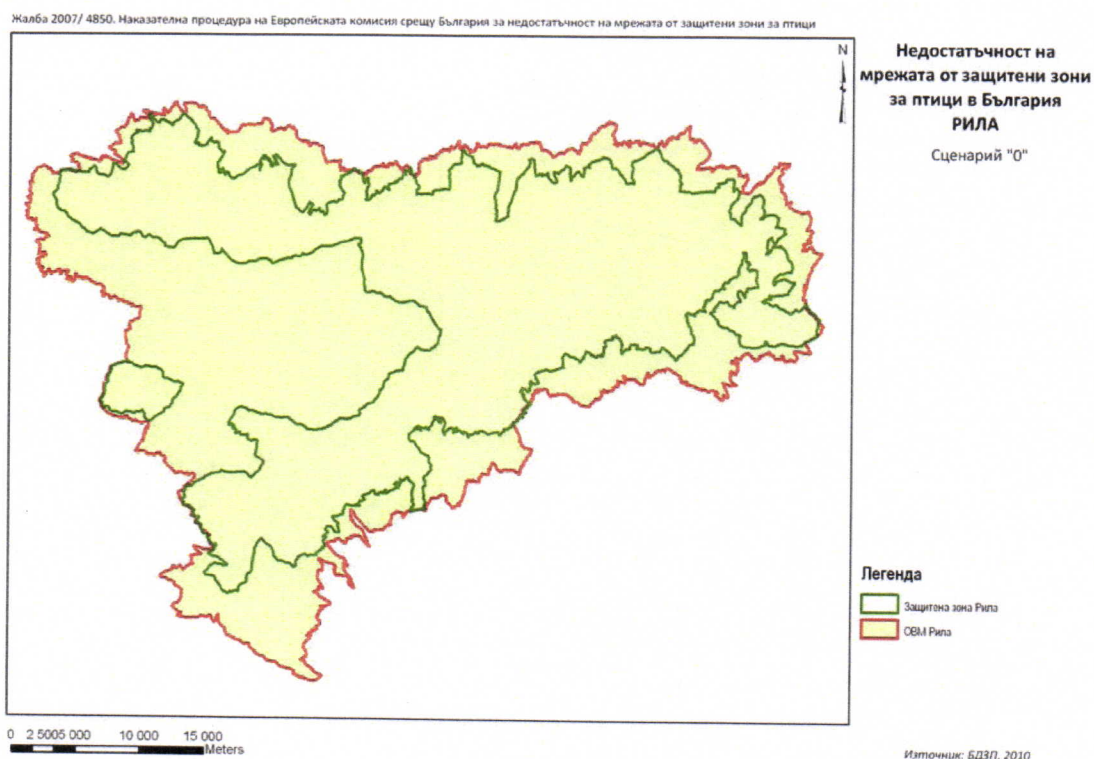 Жалба 2007/ 4850. Наказателна процедура на Европейската комисия срещу България за недостатъчност на мрежата от защитени зони за птици
Недостатъчност на
мрежата от защитени зони
за птици в България
РИЛА
Сценарий "0"
N
Легенда
Защитена зона Рила
ОВМ Рила
0 2 5005 000 10 000 15 000
Meters
Източник: БДЗП, 2010